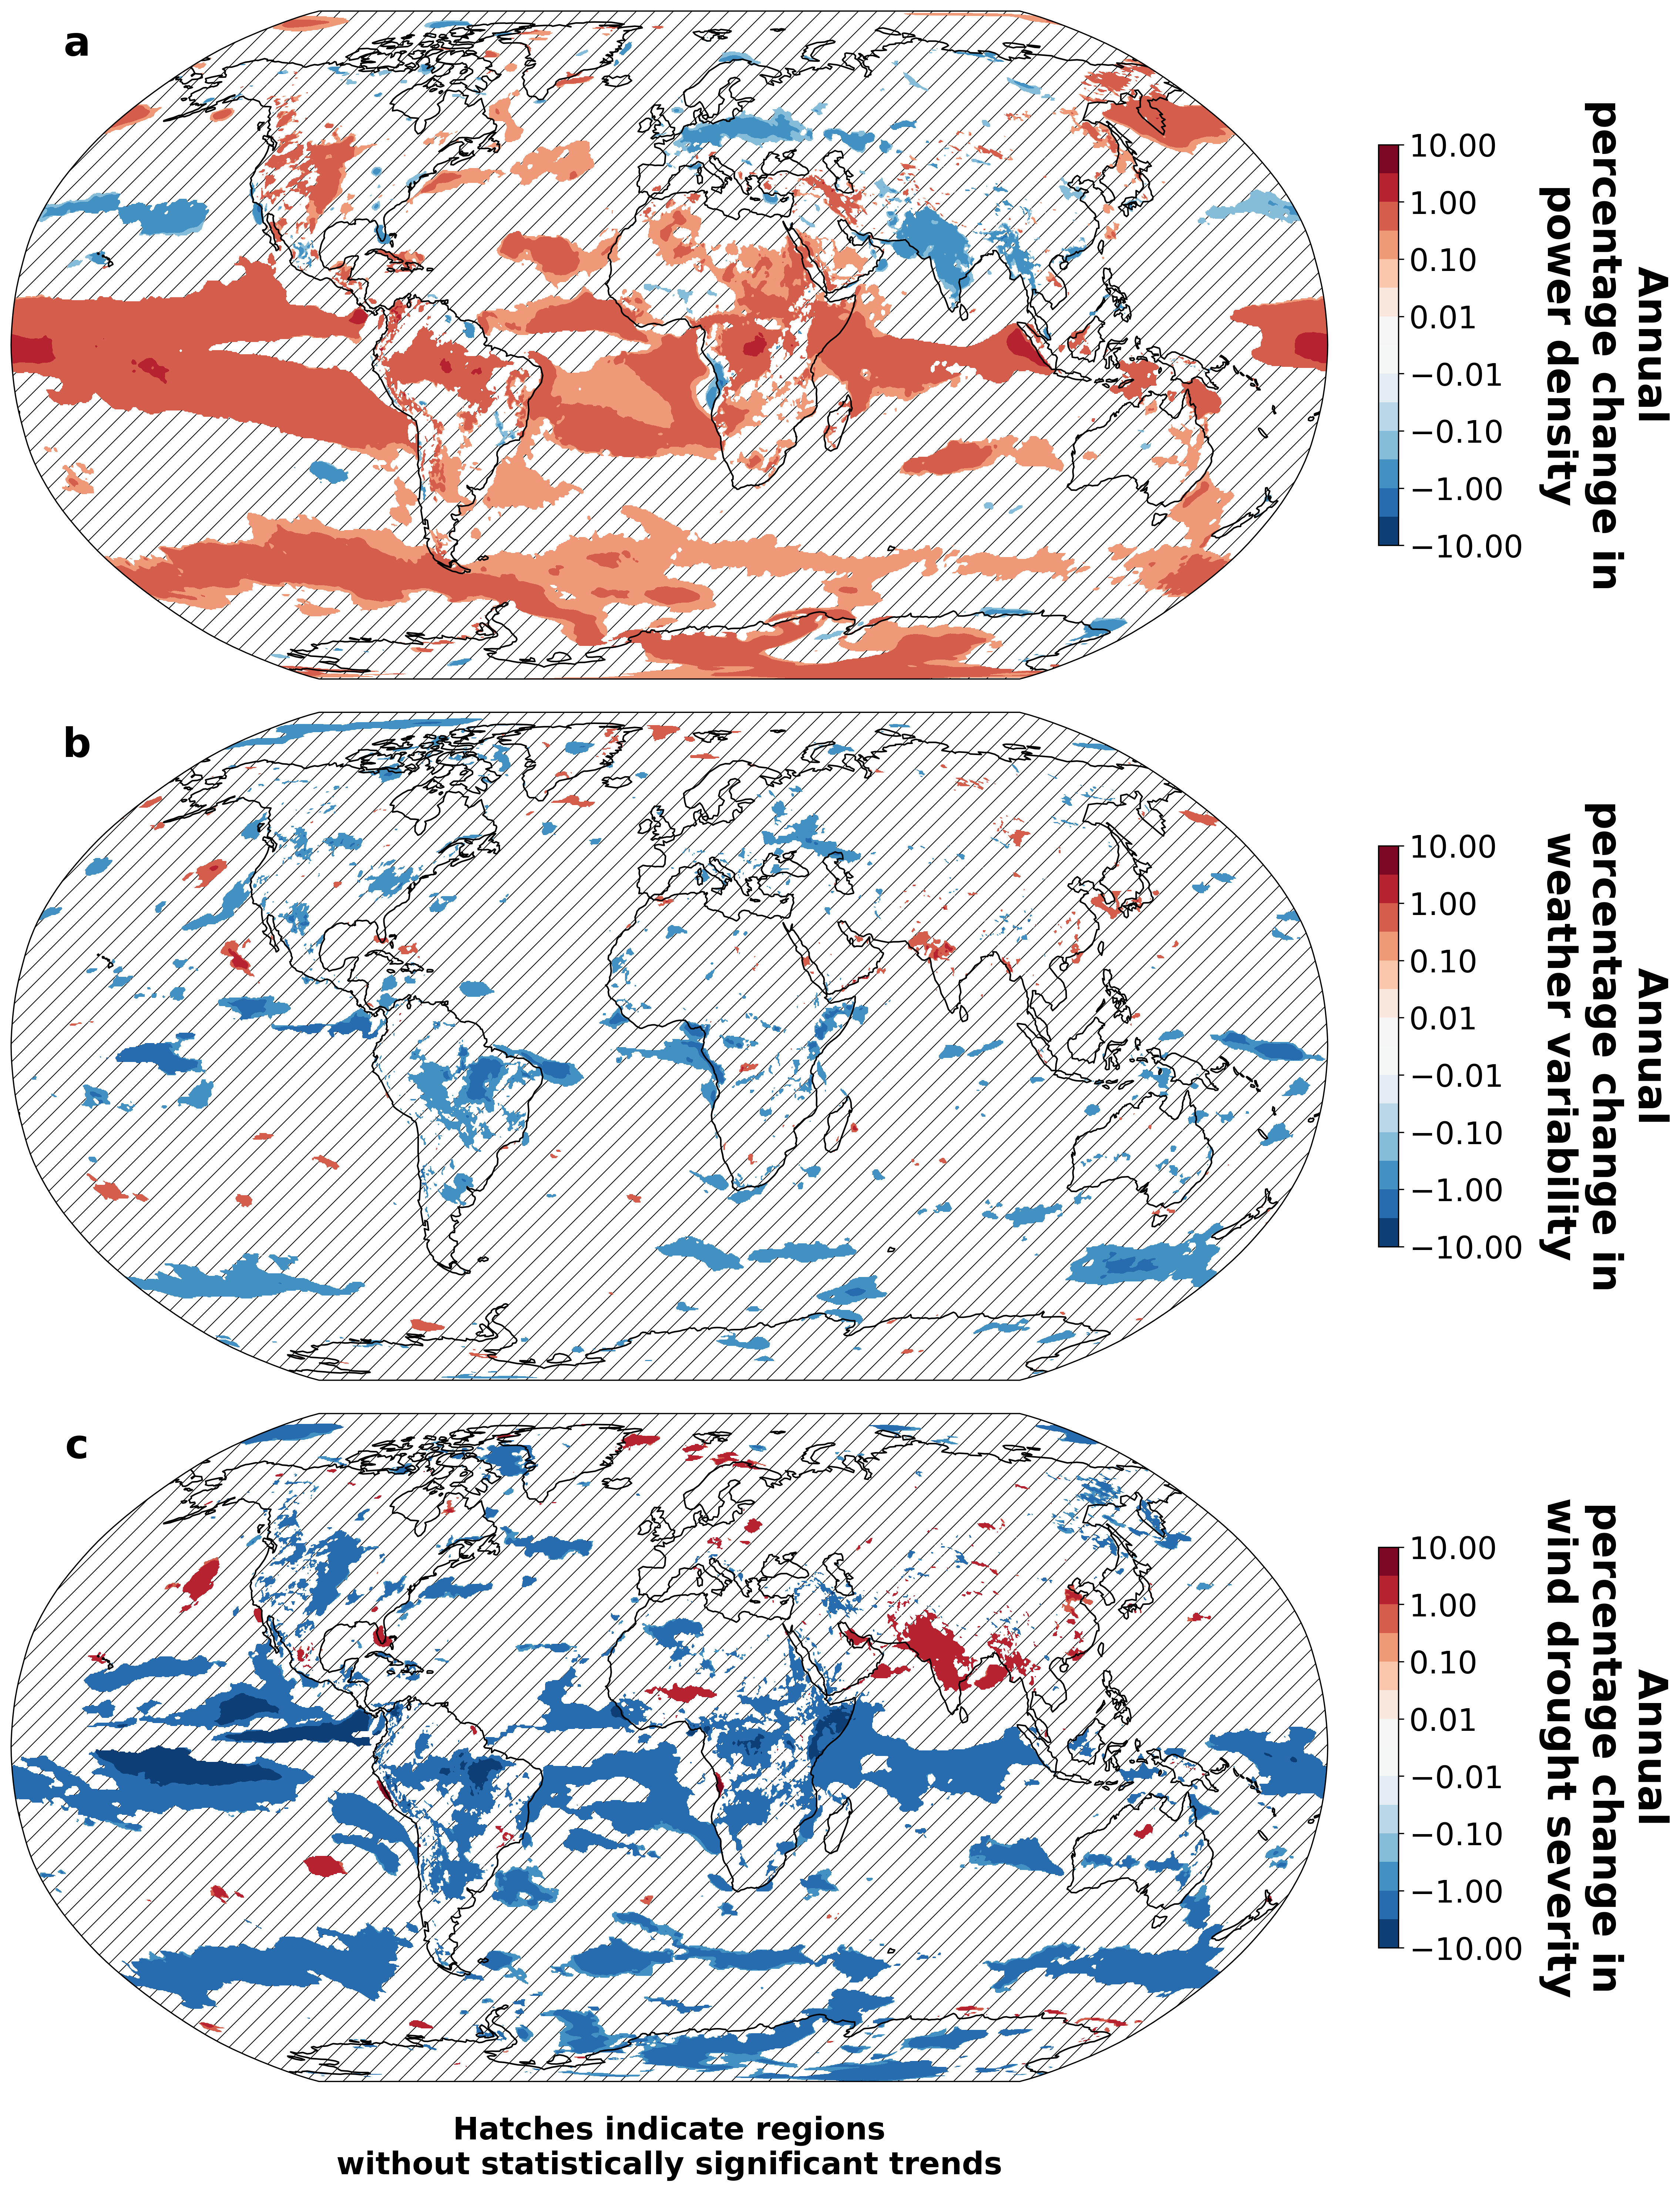 a
10.00
1.00
0.10
0.01
−0.01
−0.10
−1.00
−10.00
Annual
percentage change in
power density
b
10.00
1.00
0.10
0.01
−0.01
−0.10
−1.00
−10.00
Annual
percentage change in
weather variability
c
10.00
1.00
0.10
0.01
−0.01
−0.10
−1.00
−10.00
Annual
percentage change in
wind drought severity
Hatches indicate regions
without statistically significant trends